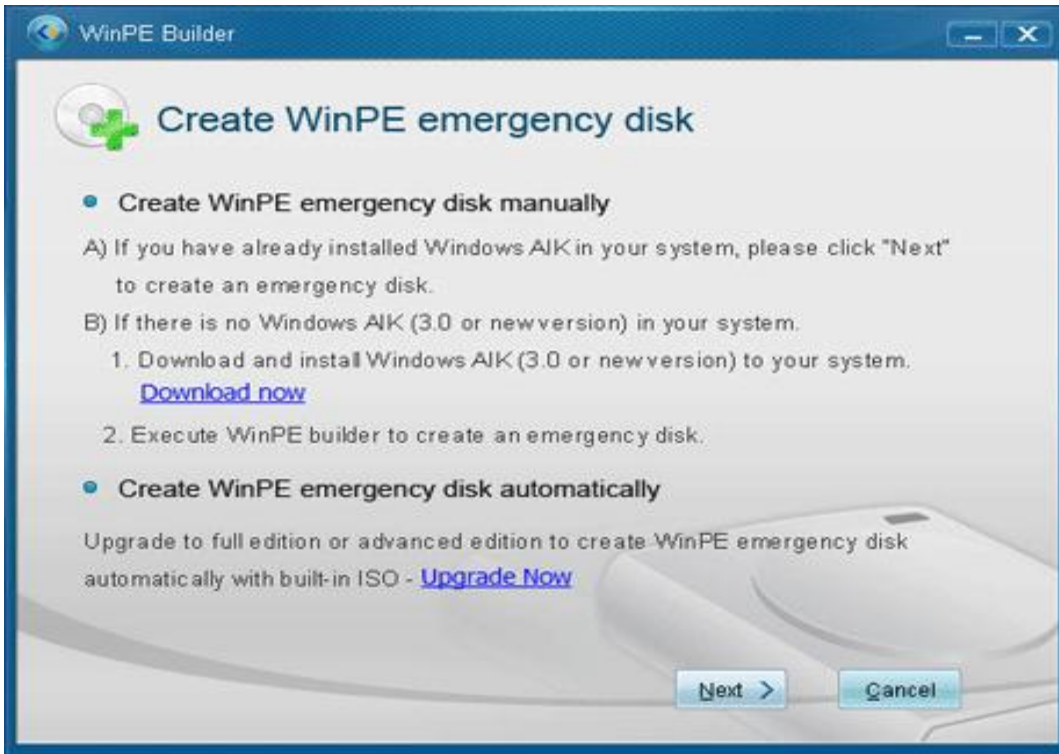 WinPE Builder
Create WinPE emergency disk
Create WinPE emergency disk manually
A) If you have already installed Windows AIK in your system, please click "Next"
to create an emergency disk.
B) If there is no Windows AIK (3.0 or new version) in your system.
1. Download and install Windows AIK (3.0 or new version) to your system.
Download now
2. Execute WinPE builder to create an emergency disk.
Create WinPE emergency disk automatically
Upgrade to full edition or advanced edition to create WinPE emergency disk
automatically with built-in ISO - Upgrade Now
Next > Cancel